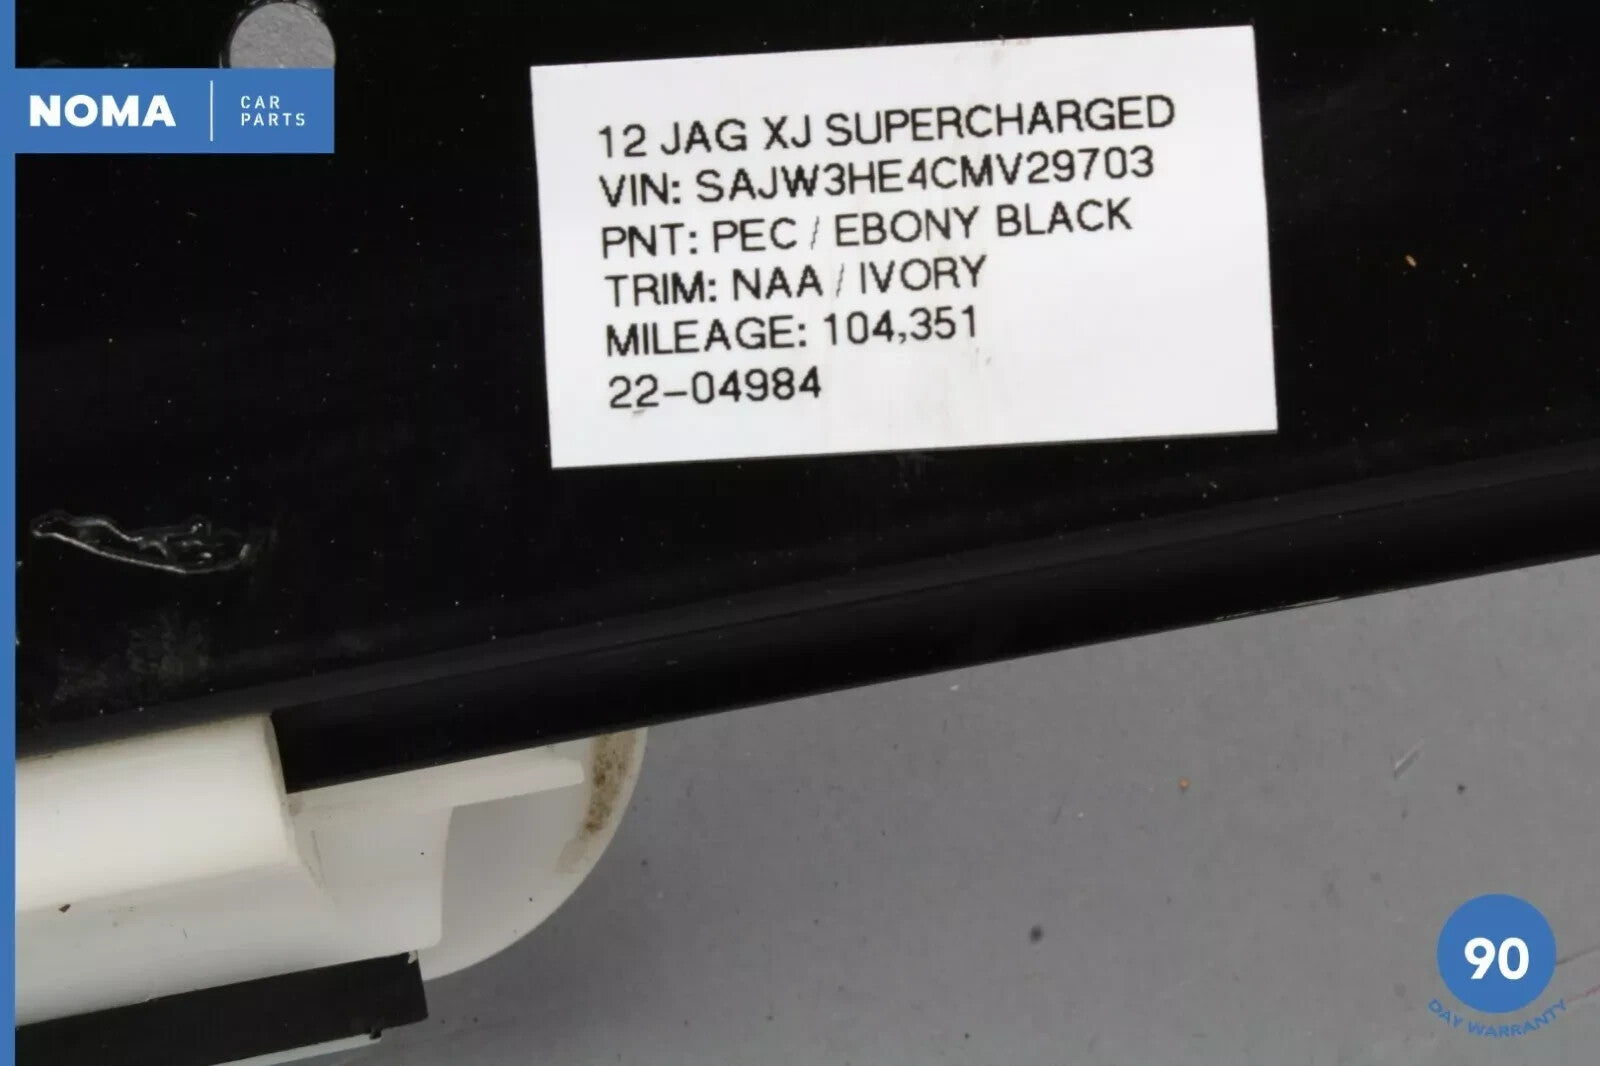 NOMA
CAR
PARTS
12 JAG XJ SUPERCHARGED
VIN: SAJW3HE4CMV29703
PNT: PEC / EBONY BLACK
TRIM: NAA / IVORY
MILEAGE: 104,351
22-04984
90
DAY WARRANTY